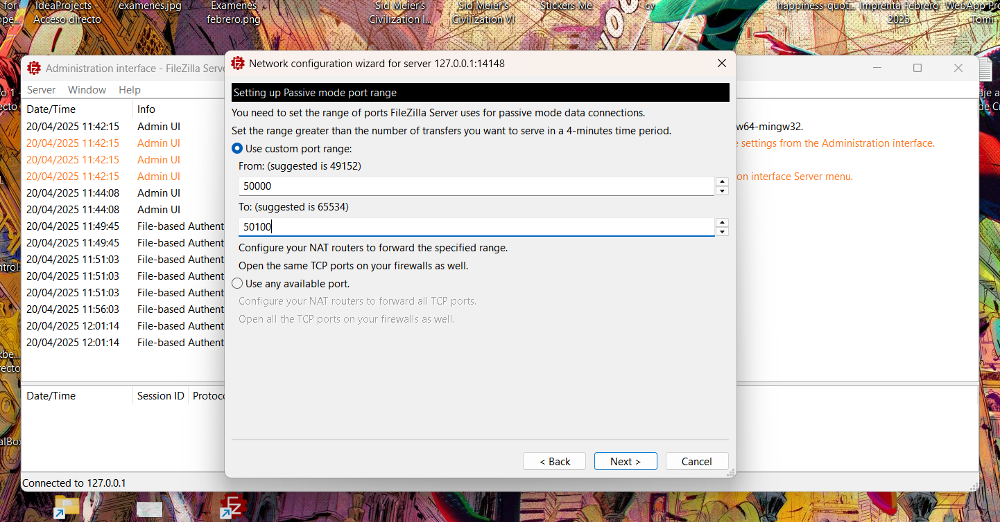 for
IdeaProjects -
Acceso directo
examenes.jpg
Examenes
febrero.png
Sid Meier's
Civilization I...
Sid Meier's
Civilization VI
Stickers Me
cv
happiness-quot...
Imprenta Febrero
2025
WebApp Pro
Tomi
Administration interface - FileZilla Serve
Server Window Help
Date/Time Info
20/04/2025 11:42:15 Admin UI
20/04/2025 11:42:15 Admin UI
20/04/2025 11:42:15 Admin UI
20/04/2025 11:42:15 Admin UI
20/04/2025 11:44:08 Admin UI
20/04/2025 11:44:08 Admin UI
20/04/2025 11:49:45 File-based Authent
20/04/2025 11:49:45 File-based Authent
20/04/2025 11:51:03 File-based Authent
20/04/2025 11:51:03 File-based Authent
20/04/2025 11:51:03 File-based Authent
20/04/2025 11:56:03 File-based Authent
20/04/2025 12:01:14 File-based Authent
20/04/2025 12:01:14 File-based Authent
w64-mingw32.
settings from the Administration interface.
on interface Server menu.
Network configuration wizard for server 127.0.0.1:14148
Setting up Passive mode port range
You need to set the range of ports FileZilla Server uses for passive mode data connections.
Set the range greater than the number of transfers you want to serve in a 4-minutes time period.
Use custom port range:
From: (suggested is 49152)
50000
To: (suggested is 65534)
50100
Configure your NAT routers to forward the specified range.
Open the same TCP ports on your firewalls as well.
Use any available port.
Configure your NAT routers to forward all TCP ports.
Open all the TCP ports on your firewalls as well.
< Back Next > Cancel
Date/Time Session ID Protoco
Connected to 127.0.0.1